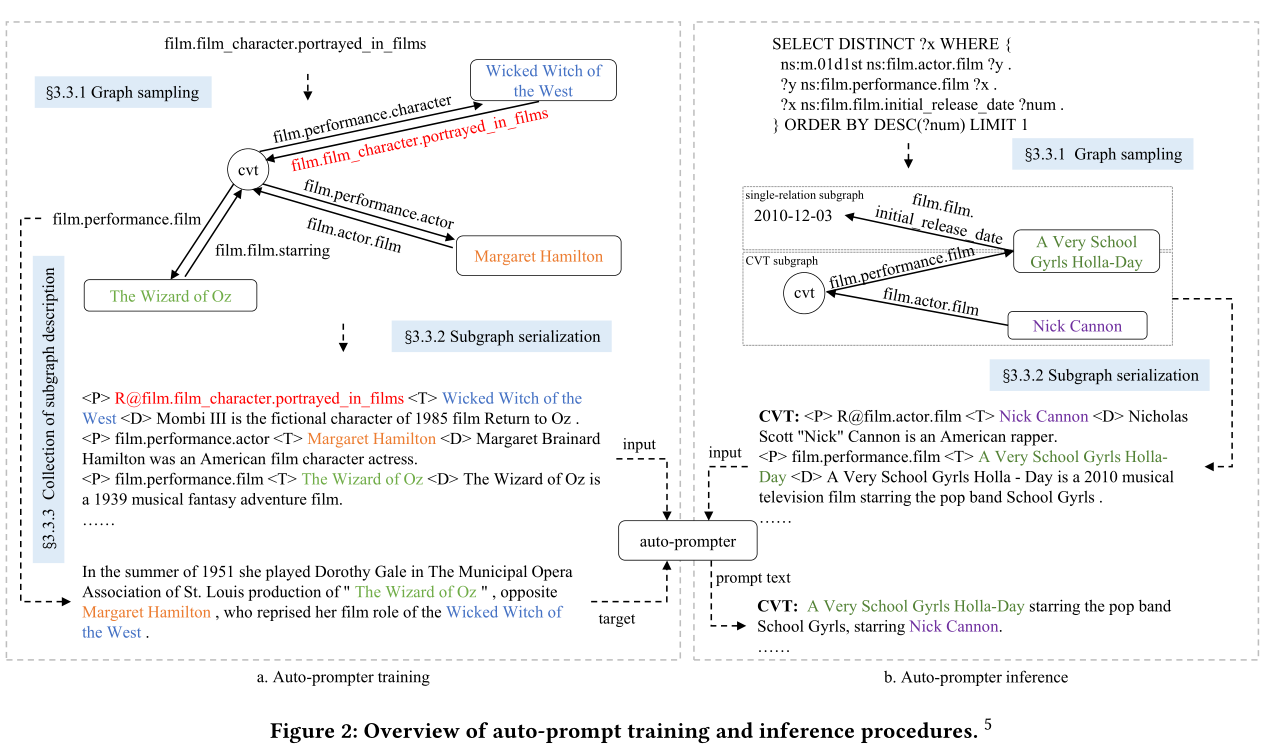 film.film_character.portrayed_in_films
§3.3.1 Graph sampling
Wicked Witch of
the West
film.performance.character
film.film_character.portrayed_in_films
cvt
film.performance.actor
film.actor.film
film.performance.film
film.film.starring
Margaret Hamilton
The Wizard of Oz
§3.3.2 Subgraph serialization
§3.3.3 Collection of subgraph description
<P> R@film.film_character.portrayed_in_films <T> Wicked Witch of the
West <D> Mombi III is the fictional character of 1985 film Return to Oz .
<P> film.performance.actor <T> Margaret Hamilton <D> Margaret Brainard
Hamilton was an American film character actress.
<P> film.performance.film <T> The Wizard of Oz <D> The Wizard of Oz is
a 1939 musical fantasy adventure film.
……
input
In the summer of 1951 she played Dorothy Gale in The Municipal Opera
Association of St. Louis production of " The Wizard of Oz " , opposite
Margaret Hamilton , who reprised her film role of the Wicked Witch of
the West .
target
a. Auto-prompter training
auto-prompter
SELECT DISTINCT ?x WHERE {
ns:m.01d1st ns:film.actor.film ?y .
?y ns:film.performance.film ?x .
?x ns:film.film.initial_release_date ?num .
} ORDER BY DESC(?num) LIMIT 1
§3.3.1 Graph sampling
single-relation subgraph
2010-12-03
film.film.
initial_release_date
A Very School
Gyrls Holla-Day
CVT subgraph
film.performance.film
cvt
film.actor.film
Nick Cannon
§3.3.2 Subgraph serialization
CVT: <P> R@film.actor.film <T> Nick Cannon <D> Nicholas
Scott "Nick" Cannon is an American rapper.
<P> film.performance.film <T> A Very School Gyrls Holla-
Day <D> A Very School Gyrls Holla - Day is a 2010 musical
television film starring the pop band School Gyrls .
……
input
prompt text
CVT: A Very School Gyrls Holla-Day starring the pop band
School Gyrls, starring Nick Cannon.
……
b. Auto-prompter inference
Figure 2: Overview of auto-prompt training and inference procedures. 5